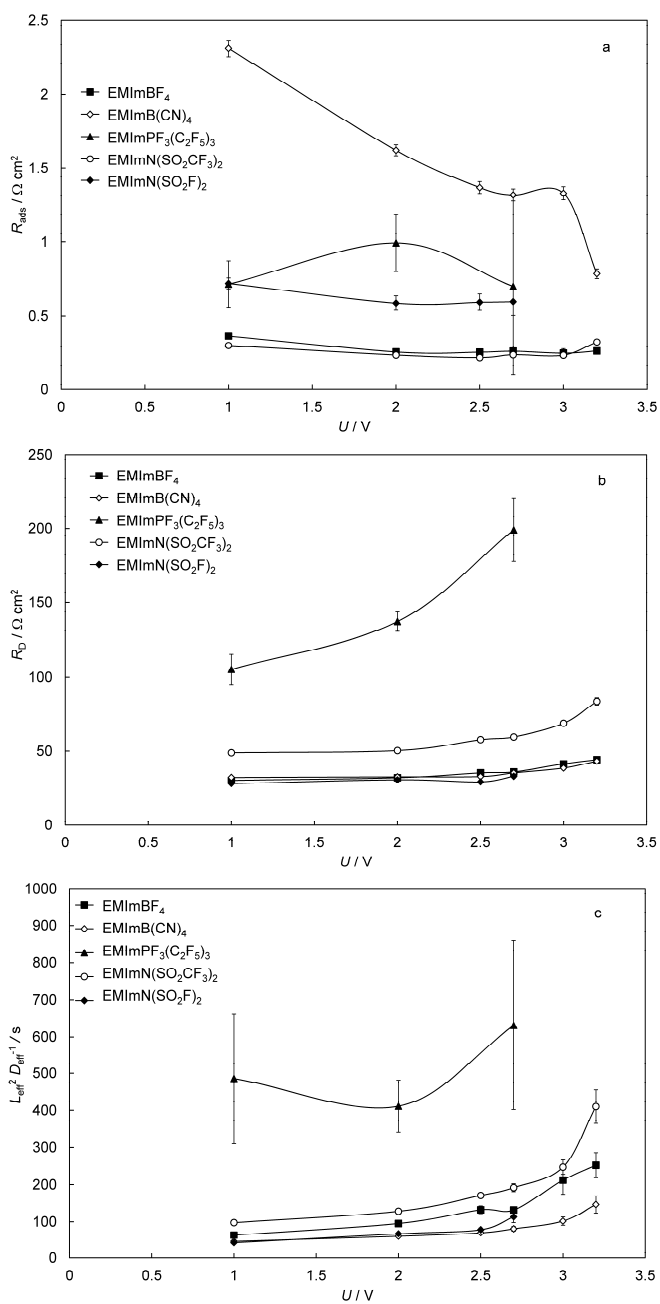 a
2.5
2
1.5
1
0.5
0
R_ads / Ω cm²
EMImBF₄
EMImB(CN)₄
EMImPF₃(C₂F₅)₃
EMImN(SO₂CF₃)₂
EMImN(SO₂F)₂
0 0.5 1 1.5 2 2.5 3 3.5
U / V
b
250
200
150
100
50
0
R_D / Ω cm²
EMImBF₄
EMImB(CN)₄
EMImPF₃(C₂F₅)₃
EMImN(SO₂CF₃)₂
EMImN(SO₂F)₂
0 0.5 1 1.5 2 2.5 3 3.5
U / V
c
1000
900
800
700
600
500
400
300
200
100
0
L_eff² D_eff⁻¹ / s
EMImBF₄
EMImB(CN)₄
EMImPF₃(C₂F₅)₃
EMImN(SO₂CF₃)₂
EMImN(SO₂F)₂
0 0.5 1 1.5 2 2.5 3 3.5
U / V